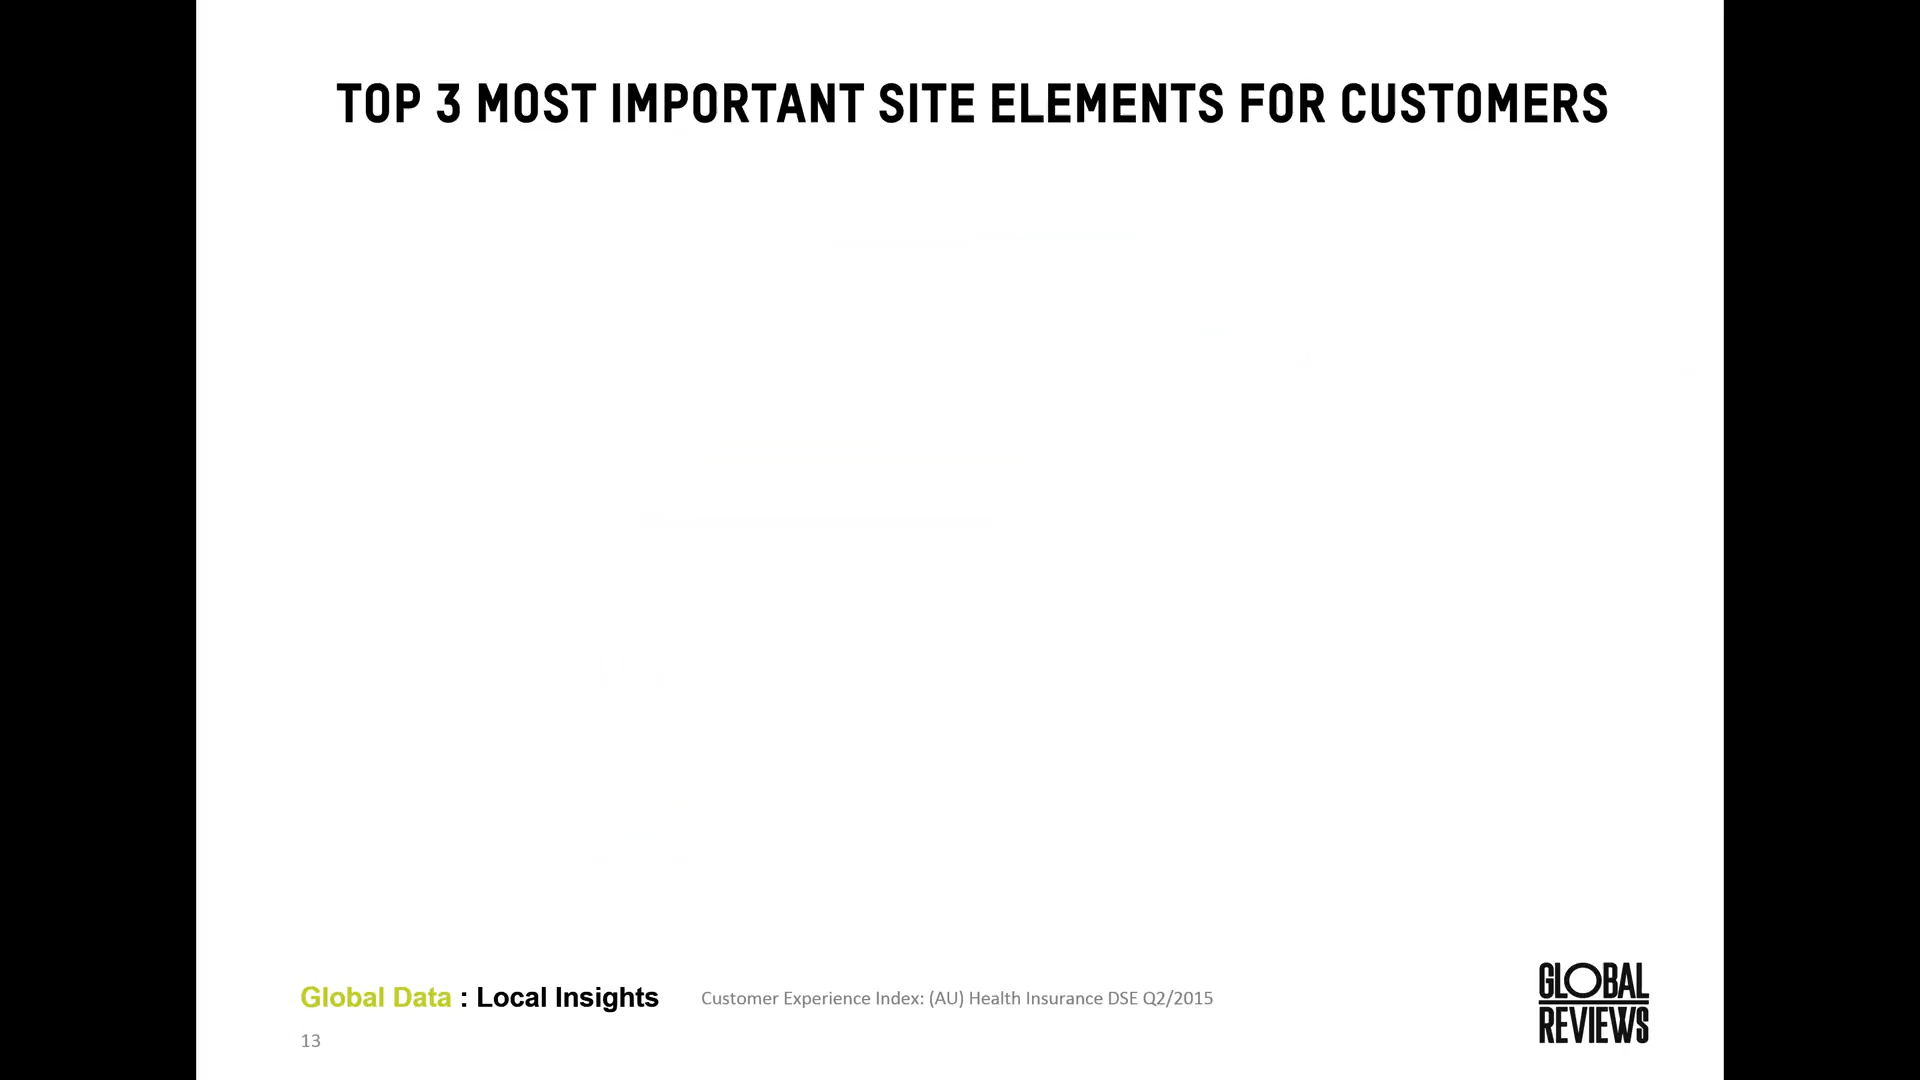 TOP 3 MOST IMPORTANT SITE ELEMENTS FOR CUSTOMERS
Global Data : Local Insights
Customer Experience Index: (AU) Health Insurance DSE Q2/2015
GLOBAL
REVIEWS
13